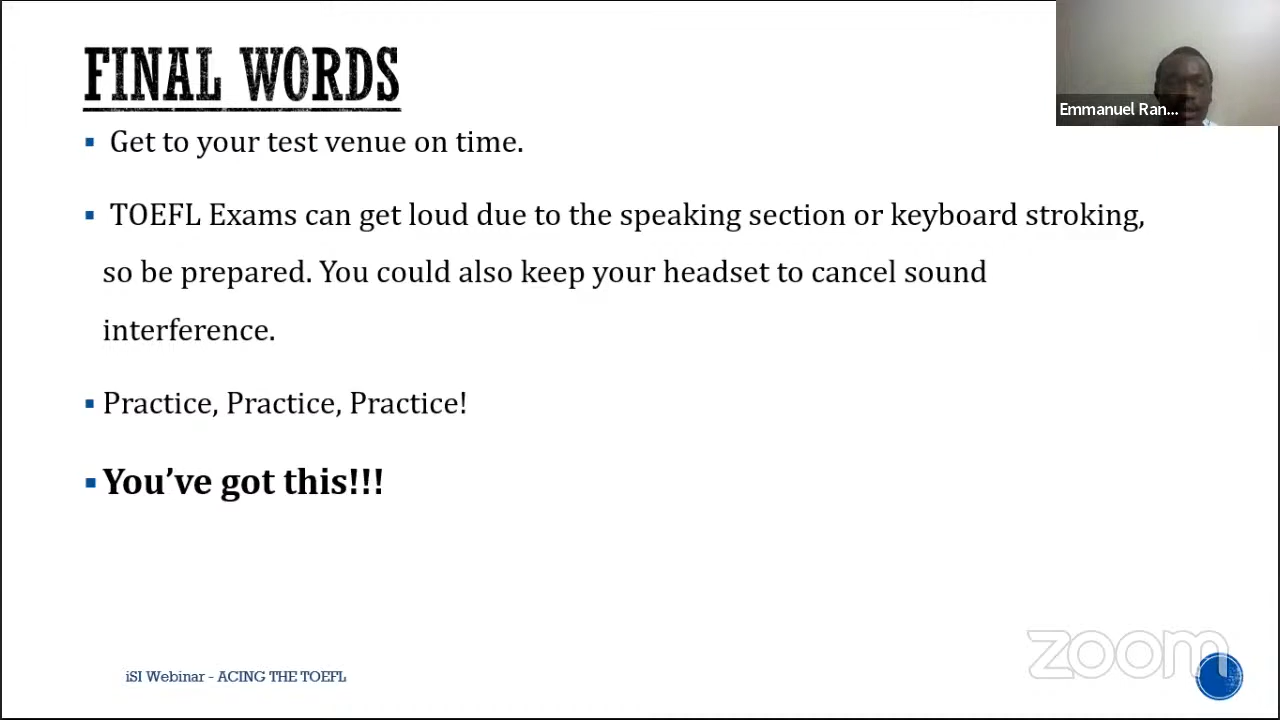 FINAL WORDS
Emmanuel Ran...
▪ Get to your test venue on time.
▪ TOEFL Exams can get loud due to the speaking section or keyboard stroking,
so be prepared. You could also keep your headset to cancel sound
interference.
▪ Practice, Practice, Practice!
▪ You’ve got this!!!
zoom
iSI Webinar - ACING THE TOEFL